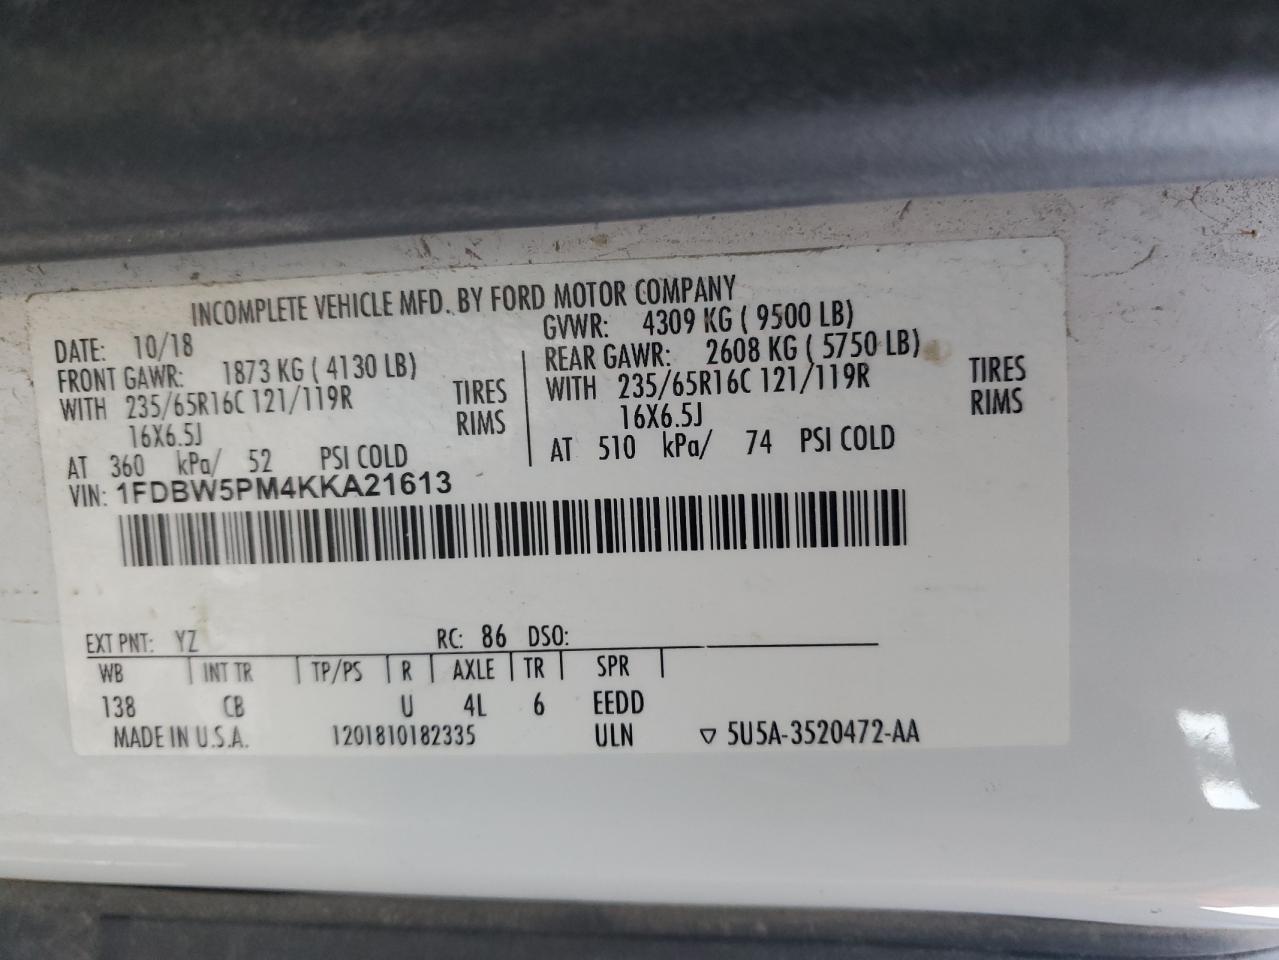 INCOMPLETE VEHICLE MFD. BY FORD MOTOR COMPANY
DATE: 10/18 GVWR: 4309 KG ( 9500 LB)
FRONT GAWR: 1873 KG ( 4130 LB) REAR GAWR: 2608 KG ( 5750 LB)
WITH 235/65R16C 121/119R TIRES WITH 235/65R16C 121/119R TIRES
16X6.5J RIMS 16X6.5J RIMS
AT 360 kPa/ 52 PSI COLD AT 510 kPa/ 74 PSI COLD
VIN: 1FDBW5PM4KKA21613
EXT PNT: YZ RC: 86 DSO:
WB INT TR TP/PS R AXLE TR SPR
138 CB U 4L 6 EEDD
MADE IN U.S.A. 1201810182335 ULN ▽ 5U5A-3520472-AA